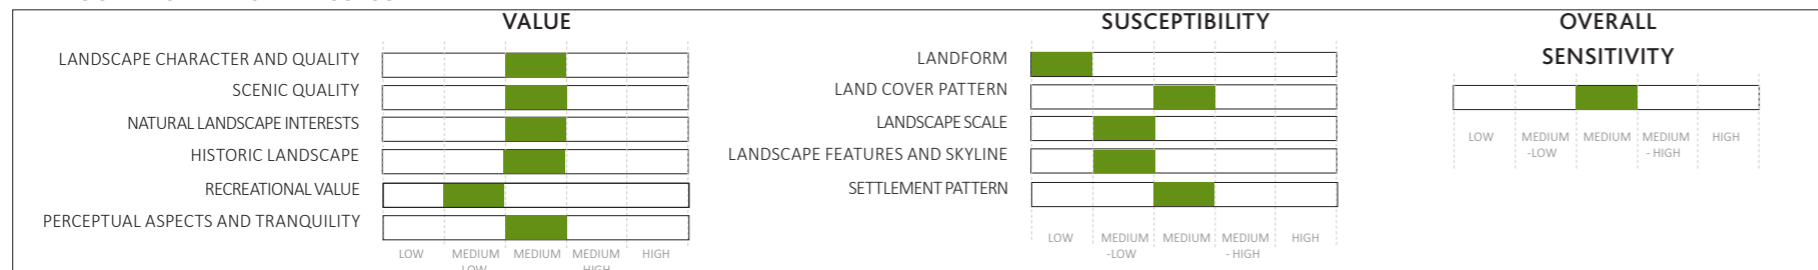 VALUE
LANDSCAPE CHARACTER AND QUALITY
SCENIC QUALITY
NATURAL LANDSCAPE INTERESTS
HISTORIC LANDSCAPE
RECREATIONAL VALUE
PERCEPTUAL ASPECTS AND TRANQUILITY
LOW MEDIUM MEDIUM MEDIUM HIGH
LOW HIGH
SUSCEPTIBILITY
LANDFORM
LAND COVER PATTERN
LANDSCAPE SCALE
LANDSCAPE FEATURES AND SKYLINE
SETTLEMENT PATTERN
LOW MEDIUM MEDIUM MEDIUM HIGH
-LOW - HIGH
OVERALL
SENSITIVITY
LOW MEDIUM MEDIUM MEDIUM HIGH
-LOW - HIGH